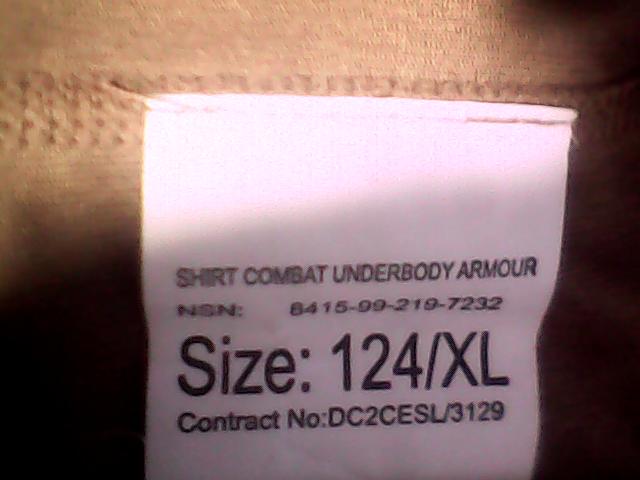 SHIRT COMBAT UNDERBODY ARMOUR
NSN: 8415-99-219-7232
Size: 124/XL
Contract No:DC2CESL/3129